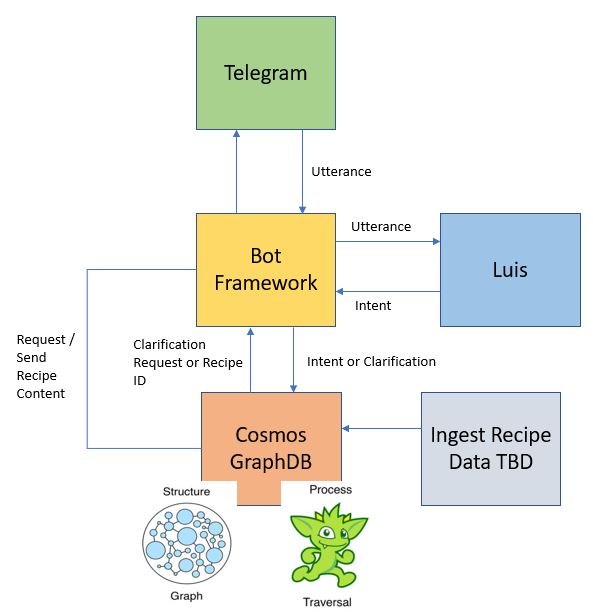 Telegram
Utterance
Utterance
Bot
Framework
Luis
Intent
Request /
Send
Recipe
Content
Clarification
Request or Recipe
ID
Intent or Clarification
Cosmos
GraphDB
Ingest Recipe
Data TBD
Structure
Process
Graph
Traversal